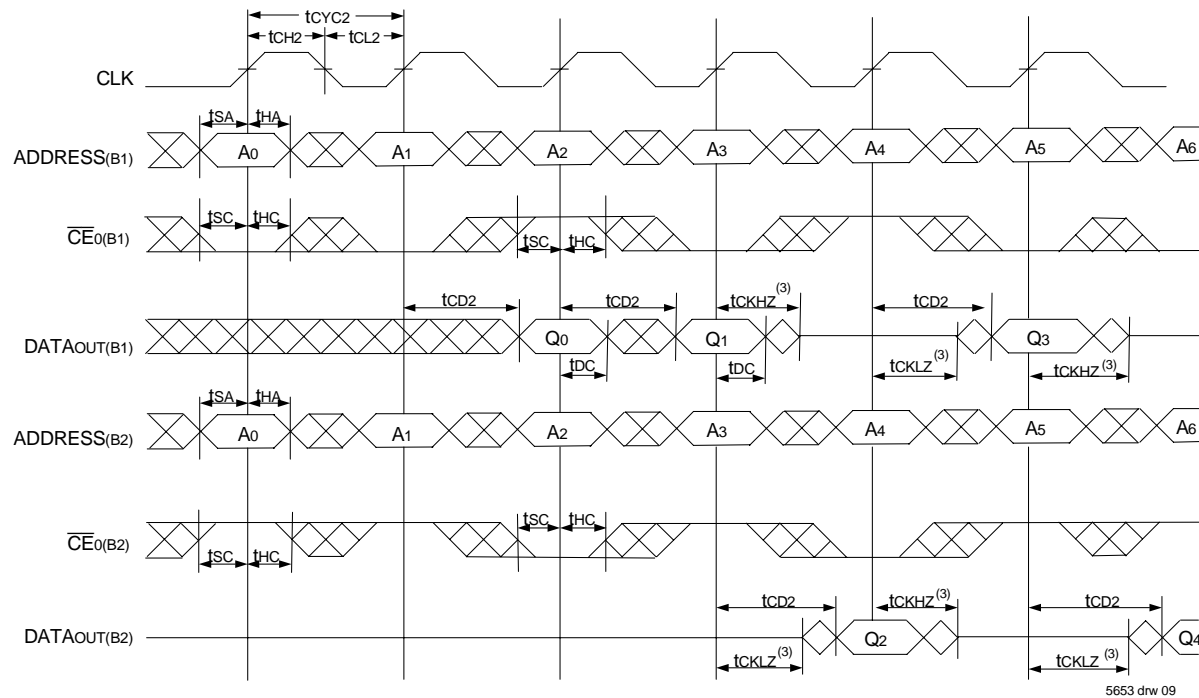 tCYC2
tCH2 tCL2
CLK
tSA tHA
ADDRESS(B1) A0 A1 A2 A3 A4 A5 A6
tSC tHC
CE0(B1)
tSC tHC
tCD2 tCD2 tCKHZ(3) tCD2
DATAOUT(B1) Q0 Q1 Q3
tDC tDC tCKLZ(3) tCKHZ(3)
tSA tHA
ADDRESS(B2) A0 A1 A2 A3 A4 A5 A6
tSC tHC
CE0(B2)
tSC tHC
tCD2 tCKHZ(3) tCD2
DATAOUT(B2) Q2 Q4
tCKLZ(3) tCKLZ(3)
5653 drw 09